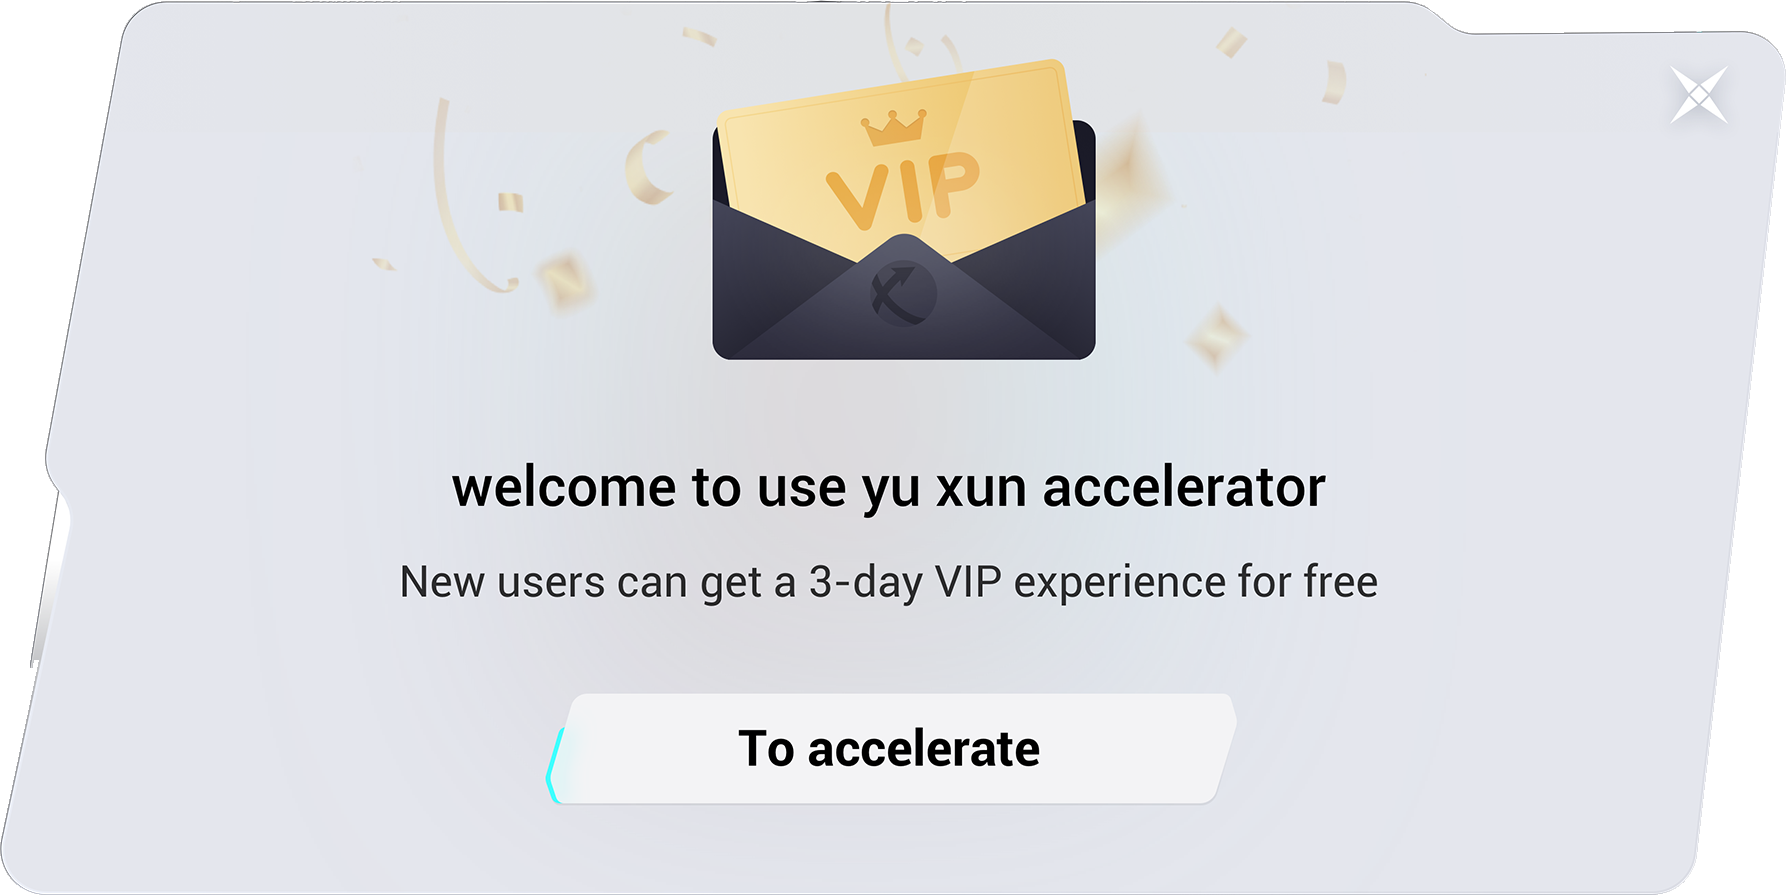 VIP
welcome to use yu xun accelerator
New users can get a 3-day VIP experience for free
To accelerate